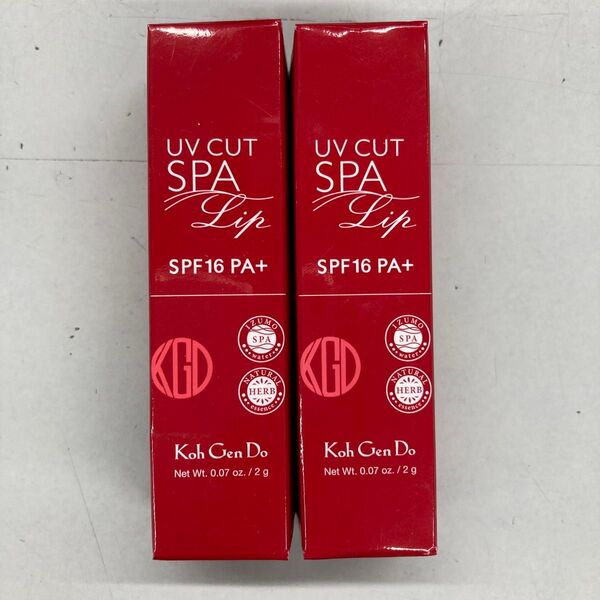 UV CUT
SPA
Lip
SPF16 PA+
KGD
IZUMO
SPA
water
NATURAL
HERB
essence
Koh Gen Do
Net Wt. 0.07 oz. / 2 g
UV CUT
SPA
Lip
SPF16 PA+
KGD
IZUMO
SPA
water
NATURAL
HERB
essence
Koh Gen Do
Net Wt. 0.07 oz. / 2 g